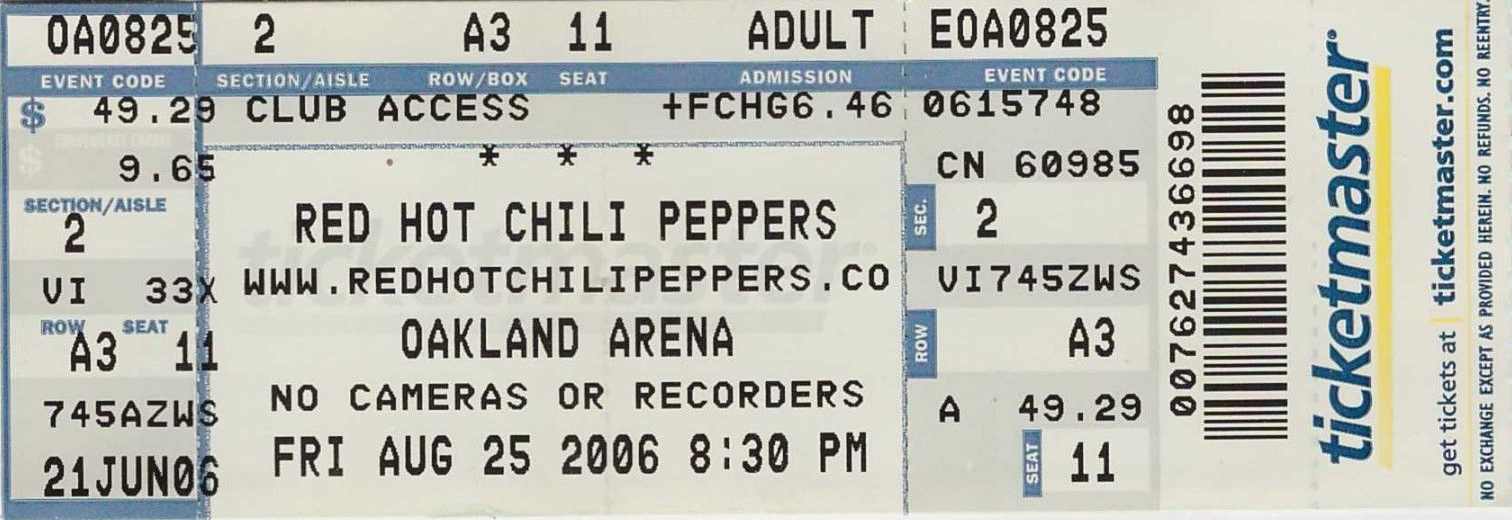 OA0825 2 A3 11 ADULT EOA0825
EVENT CODE SECTION/AISLE ROW/BOX SEAT ADMISSION EVENT CODE
$ 49.29 CLUB ACCESS +FCHG6.46 0615748
CONVENIENCE CHARGE
$ 9.65
* * *
CN 60985
SECTION/AISLE
2
RED HOT CHILI PEPPERS
SEC. 2
VI 33X
WWW.REDHOTCHILIPEPPERS.CO
VI745ZWS
ROW SEAT
A3 11
OAKLAND ARENA
ROW A3
745AZWS
NO CAMERAS OR RECORDERS
A 49.29
21JUN06
FRI AUG 25 2006 8:30 PM
SEAT 11
ticketmaster
007627436698
ticketmaster
get tickets at | ticketmaster.com
NO EXCHANGE EXCEPT AS PROVIDED HEREIN. NO REFUNDS. NO REENTRY.